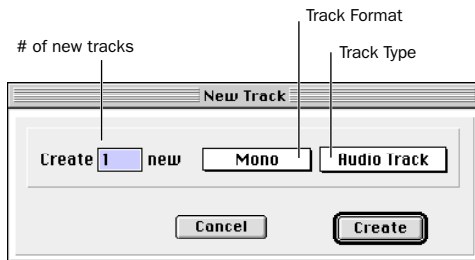 Track Format
# of new tracks
Track Type
New Track
Create 1 new Mono Audio Track
Cancel Create